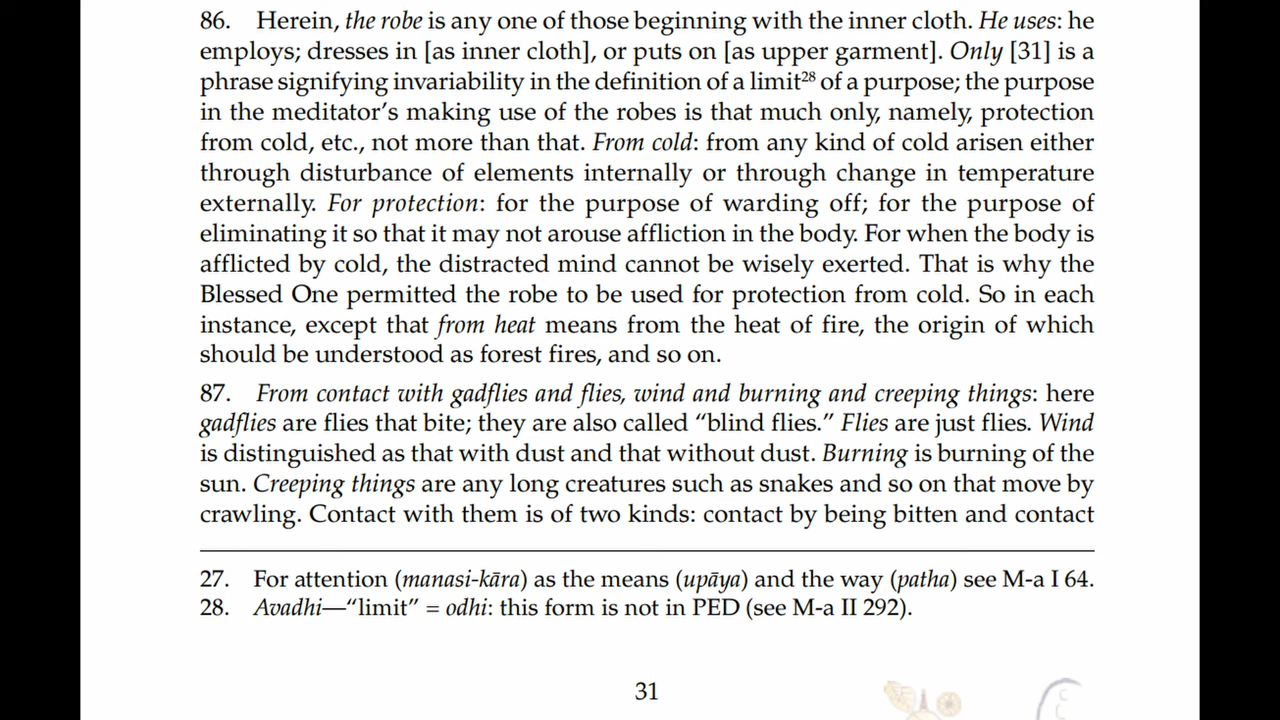 86. Herein, the robe is any one of those beginning with the inner cloth. He uses: he
employs; dresses in [as inner cloth], or puts on [as upper garment]. Only [31] is a
phrase signifying invariability in the definition of a limit²⁸ of a purpose; the purpose
in the meditator’s making use of the robes is that much only, namely, protection
from cold, etc., not more than that. From cold: from any kind of cold arisen either
through disturbance of elements internally or through change in temperature
externally. For protection: for the purpose of warding off; for the purpose of
eliminating it so that it may not arouse affliction in the body. For when the body is
afflicted by cold, the distracted mind cannot be wisely exerted. That is why the
Blessed One permitted the robe to be used for protection from cold. So in each
instance, except that from heat means from the heat of fire, the origin of which
should be understood as forest fires, and so on.
87. From contact with gadflies and flies, wind and burning and creeping things: here
gadflies are flies that bite; they are also called “blind flies.” Flies are just flies. Wind
is distinguished as that with dust and that without dust. Burning is burning of the
sun. Creeping things are any long creatures such as snakes and so on that move by
crawling. Contact with them is of two kinds: contact by being bitten and contact
27. For attention (manasi-kāra) as the means (upāya) and the way (patha) see M-a I 64.
28. Avadhi—“limit” = odhi: this form is not in PED (see M-a II 292).
31